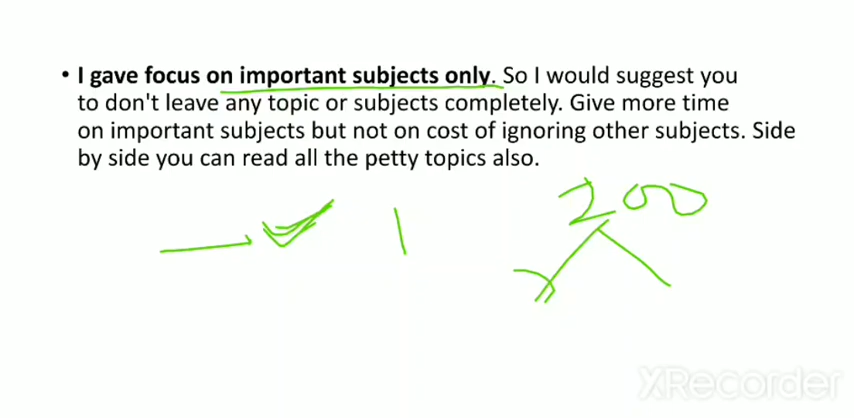 • I gave focus on important subjects only. So I would suggest you
to don't leave any topic or subjects completely. Give more time
on important subjects but not on cost of ignoring other subjects. Side
by side you can read all the petty topics also.
200
XRecorder